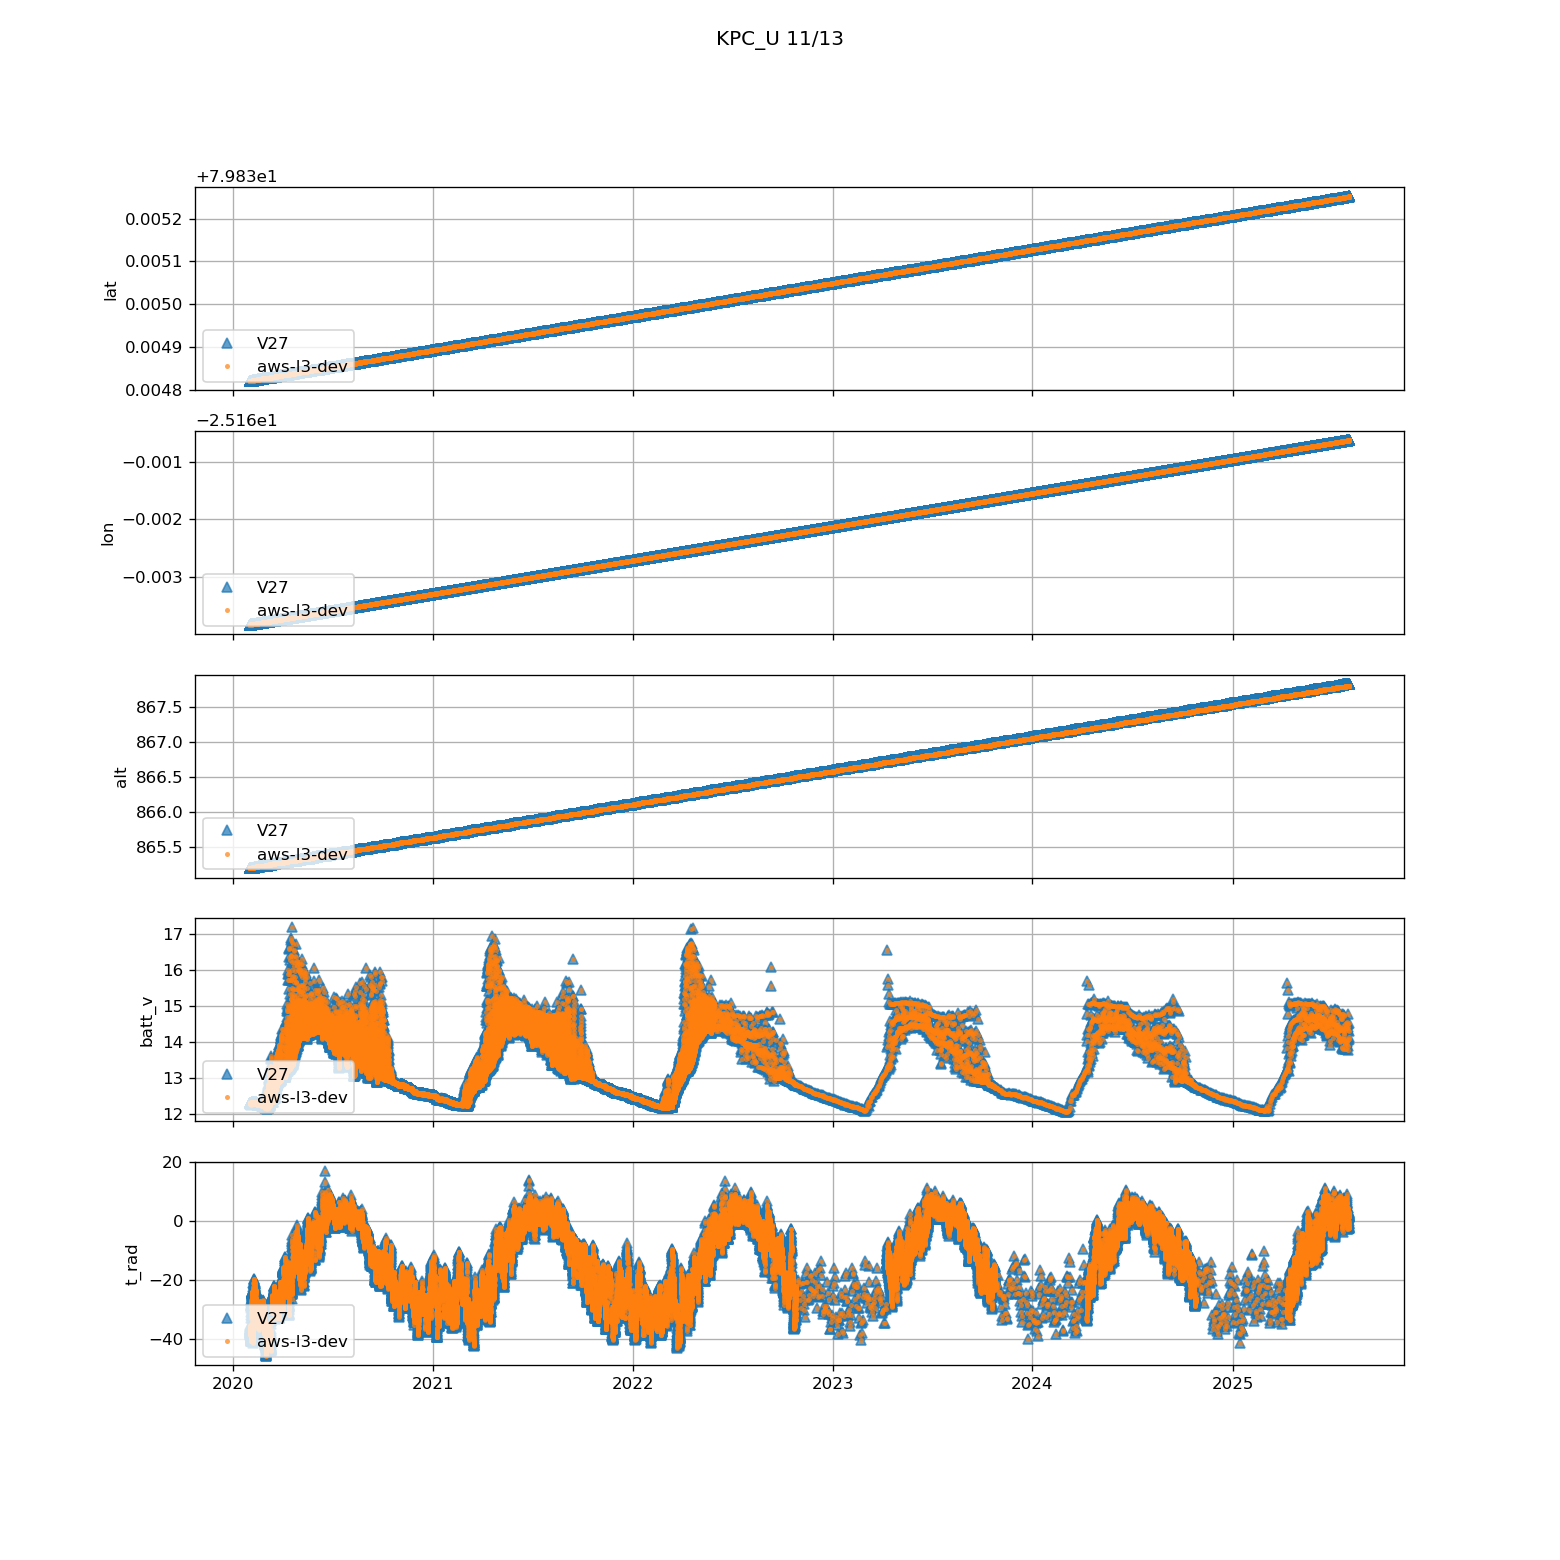 KPC_U 11/13
+7.983e1
0.0052
0.0051
0.0050
0.0049
0.0048
lat
V27
aws-l3-dev
−2.516e1
−0.001
−0.002
−0.003
lon
V27
aws-l3-dev
867.5
867.0
866.5
866.0
865.5
alt
V27
aws-l3-dev
17
16
15
14
13
12
batt_v
V27
aws-l3-dev
20
0
−20
−40
t_rad
V27
aws-l3-dev
2020 2021 2022 2023 2024 2025